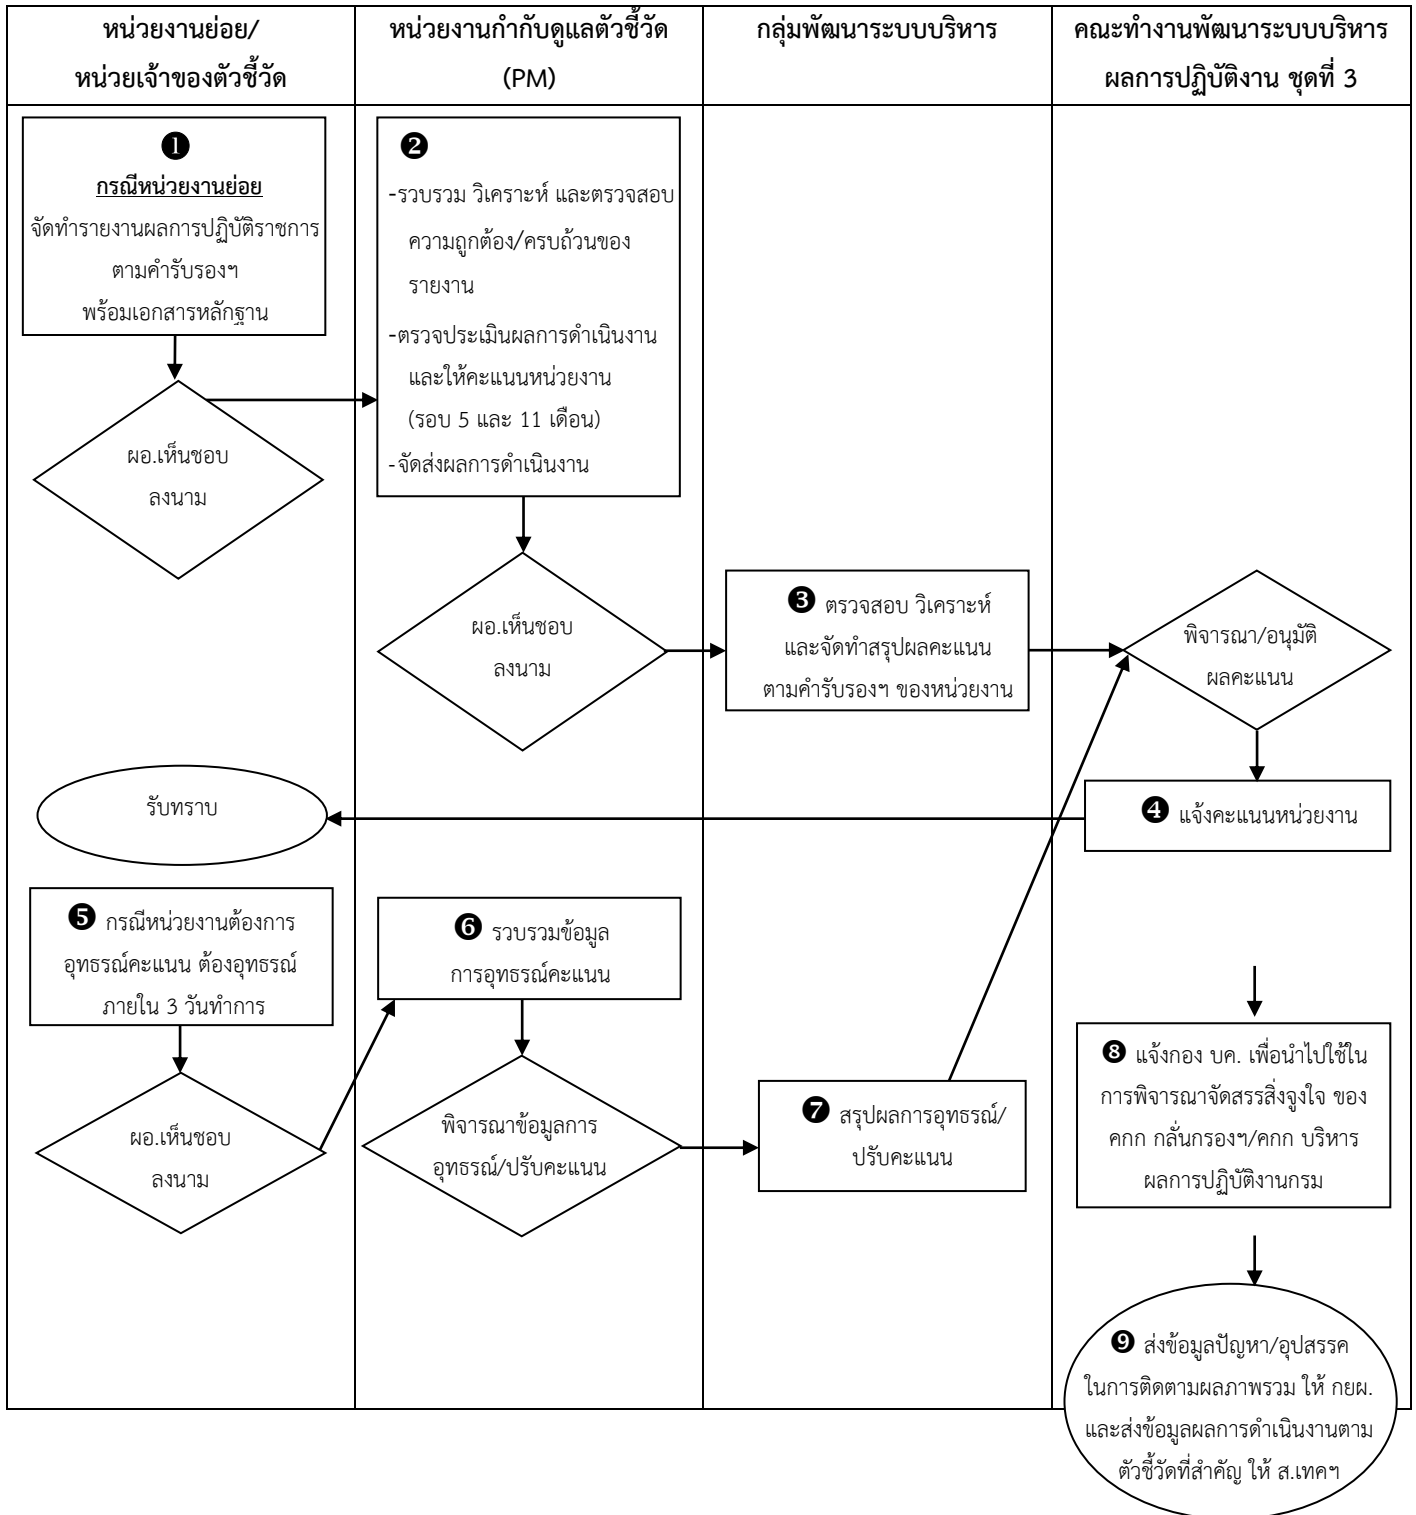 หน่วยงานย่อย/
หน่วยเจ้าของตัวชี้วัด
หน่วยงานกำกับดูแลตัวชี้วัด
(PM)
กลุ่มพัฒนาระบบบริหาร
คณะทำงานพัฒนาระบบบริหาร
ผลการปฏิบัติงาน ชุดที่ 3
❶
กรณีหน่วยงานย่อย
จัดทำรายงานผลการปฏิบัติราชการ
ตามคำรับรองฯ
พร้อมเอกสารหลักฐาน
ผอ.เห็นชอบ
ลงนาม
❷
-รวบรวม วิเคราะห์ และตรวจสอบ
ความถูกต้อง/ครบถ้วนของ
รายงาน
-ตรวจประเมินผลการดำเนินงาน
และให้คะแนนหน่วยงาน
(รอบ 5 และ 11 เดือน)
-จัดส่งผลการดำเนินงาน
ผอ.เห็นชอบ
ลงนาม
❸ ตรวจสอบ วิเคราะห์
และจัดทำสรุปผลคะแนน
ตามคำรับรองฯ ของหน่วยงาน
พิจารณา/อนุมัติ
ผลคะแนน
❹ แจ้งคะแนนหน่วยงาน
รับทราบ
❺ กรณีหน่วยงานต้องการ
อุทธรณ์คะแนน ต้องอุทธรณ์
ภายใน 3 วันทำการ
ผอ.เห็นชอบ
ลงนาม
❻ รวบรวมข้อมูล
การอุทธรณ์คะแนน
พิจารณาข้อมูลการ
อุทธรณ์/ปรับคะแนน
❼ สรุปผลการอุทธรณ์/
ปรับคะแนน
❽ แจ้งกอง บค. เพื่อนำไปใช้ใน
การพิจารณาจัดสรรสิ่งจูงใจ ของ
คกก กลั่นกรองฯ/คกก บริหาร
ผลการปฏิบัติงานกรม
❾ ส่งข้อมูลปัญหา/อุปสรรค
ในการติดตามผลภาพรวม ให้ กยผ.
และส่งข้อมูลผลการดำเนินงานตาม
ตัวชี้วัดที่สำคัญ ให้ ส.เทคฯ